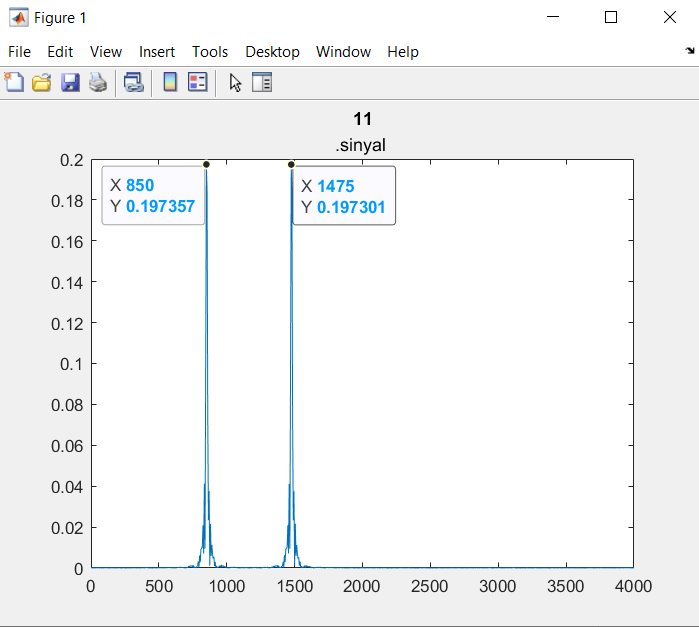 Figure 1
File Edit View Insert Tools Desktop Window Help
11
.sinyal
X 850
Y 0.197357
X 1475
Y 0.197301
0.2
0.18
0.16
0.14
0.12
0.1
0.08
0.06
0.04
0.02
0
0 500 1000 1500 2000 2500 3000 3500 4000